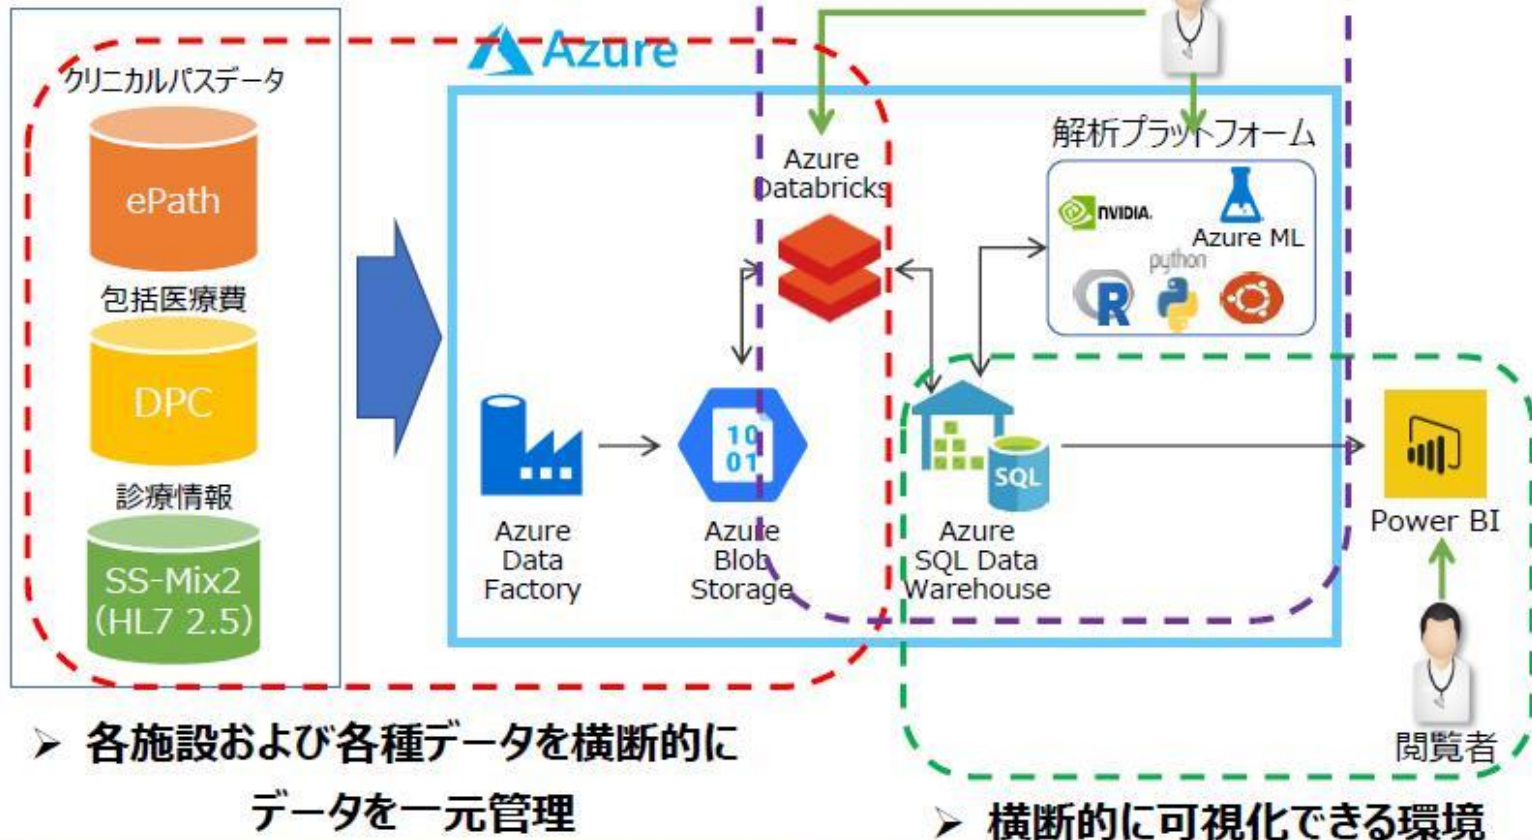 Azure
クリニカルパスデータ
ePath
包括医療費
DPC
診療情報
SS-Mix2
(HL7 2.5)
Azure
Databricks
解析プラットフォーム
NVIDIA.
Azure ML
R
python
10
01
SQL
Azure
Data
Factory
Azure
Blob
Storage
Azure
SQL Data
Warehouse
Power BI
閲覧者
➢ 各施設および各種データを横断的に
データを一元管理
➢ 横断的に可視化できる環境